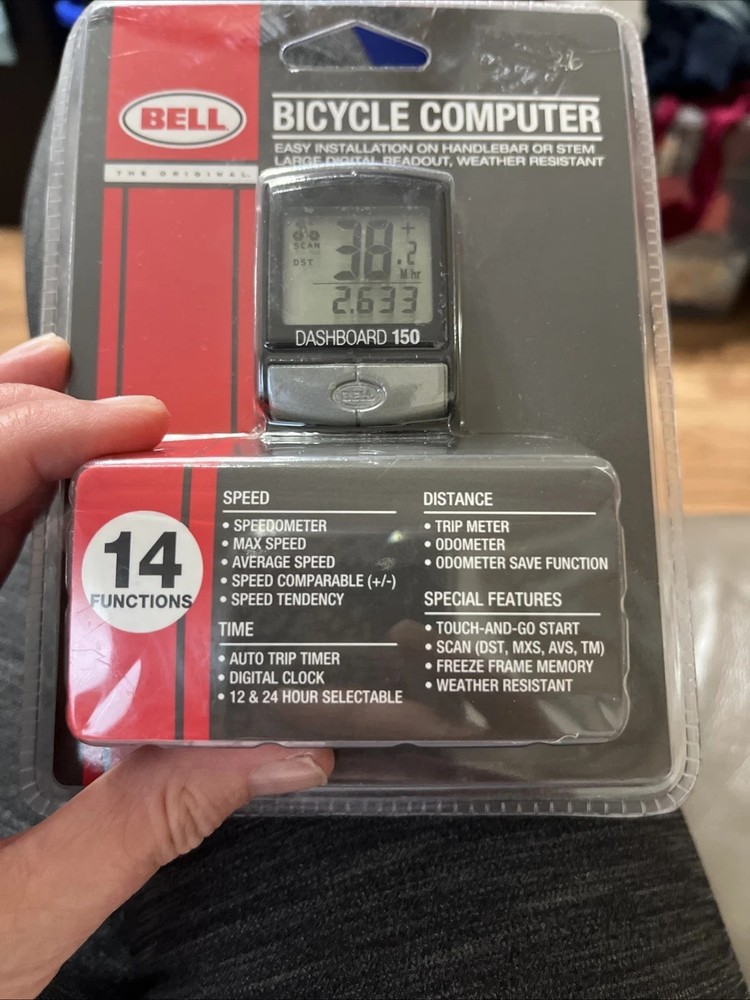 BELL
THE ORIGINAL.
BICYCLE COMPUTER
EASY INSTALLATION ON HANDLEBAR OR STEM
LARGE DIGITAL READOUT, WEATHER RESISTANT
38.2 +
SCAN
DST
M/hr
2.633
DASHBOARD 150
BELL
14
FUNCTIONS
SPEED
• SPEEDOMETER
• MAX SPEED
• AVERAGE SPEED
• SPEED COMPARABLE (+/-)
• SPEED TENDENCY
TIME
• AUTO TRIP TIMER
• DIGITAL CLOCK
• 12 & 24 HOUR SELECTABLE
DISTANCE
• TRIP METER
• ODOMETER
• ODOMETER SAVE FUNCTION
SPECIAL FEATURES
• TOUCH-AND-GO START
• SCAN (DST, MXS, AVS, TM)
• FREEZE FRAME MEMORY
• WEATHER RESISTANT